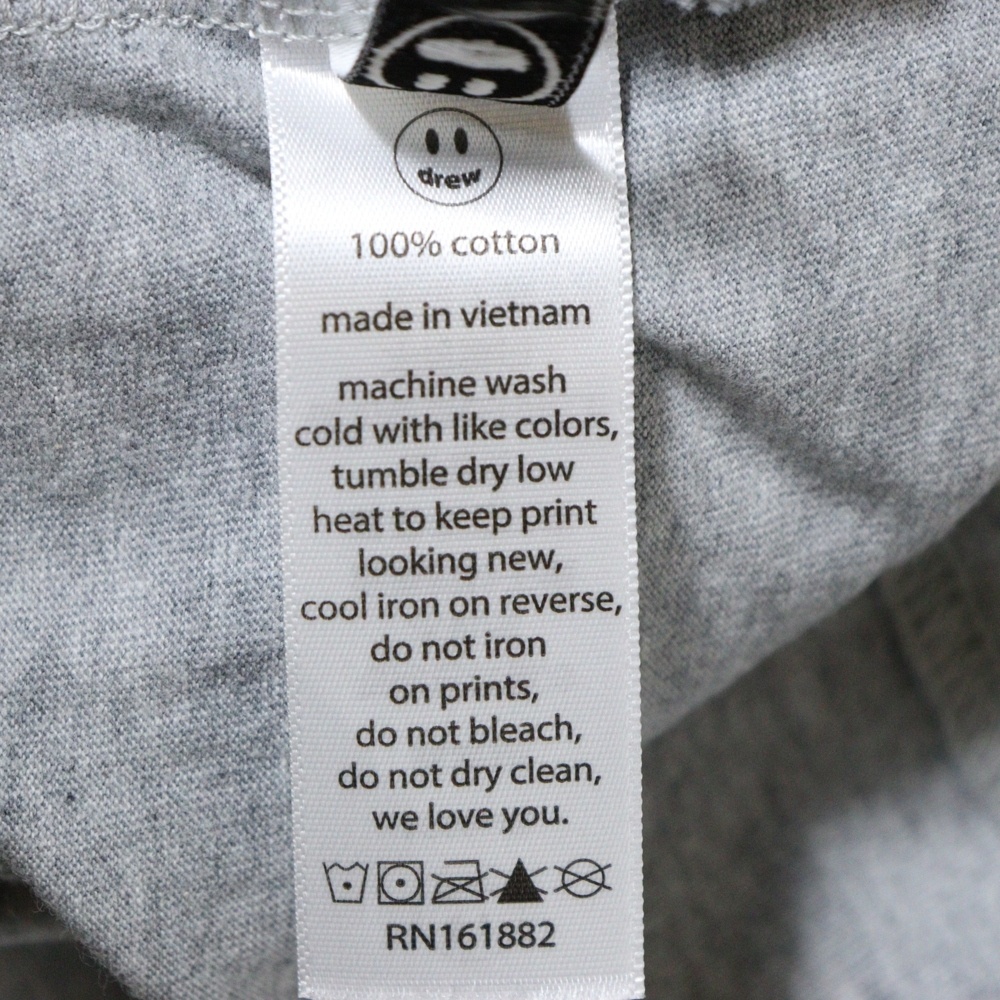 drew
100% cotton
made in vietnam
machine wash
cold with like colors,
tumble dry low
heat to keep print
looking new,
cool iron on reverse,
do not iron
on prints,
do not bleach,
do not dry clean,
we love you.
RN161882